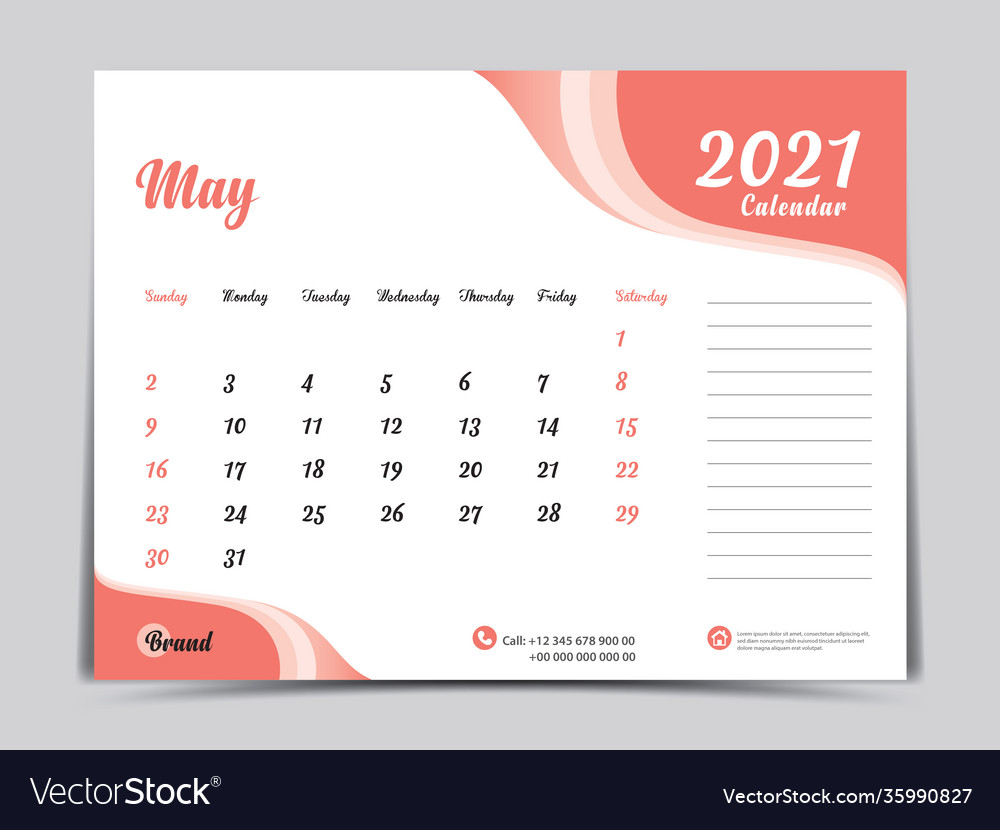 2021
Calendar
May
Sunday Monday Tuesday Wednesday Thursday Friday Saturday
1
2 3 4 5 6 7 8
9 10 11 12 13 14 15
16 17 18 19 20 21 22
23 24 25 26 27 28 29
30 31
Brand
Call: +12 345 678 900 00
+00 000 000 000 00
Lorem ipsum dolor sit amet, consectetuer adipiscing elit,
sed diam nonummy nibh euismod tincidunt ut laoreet
dolore magna aliquam erat volutpat.
VectorStock®
VectorStock.com/35990827